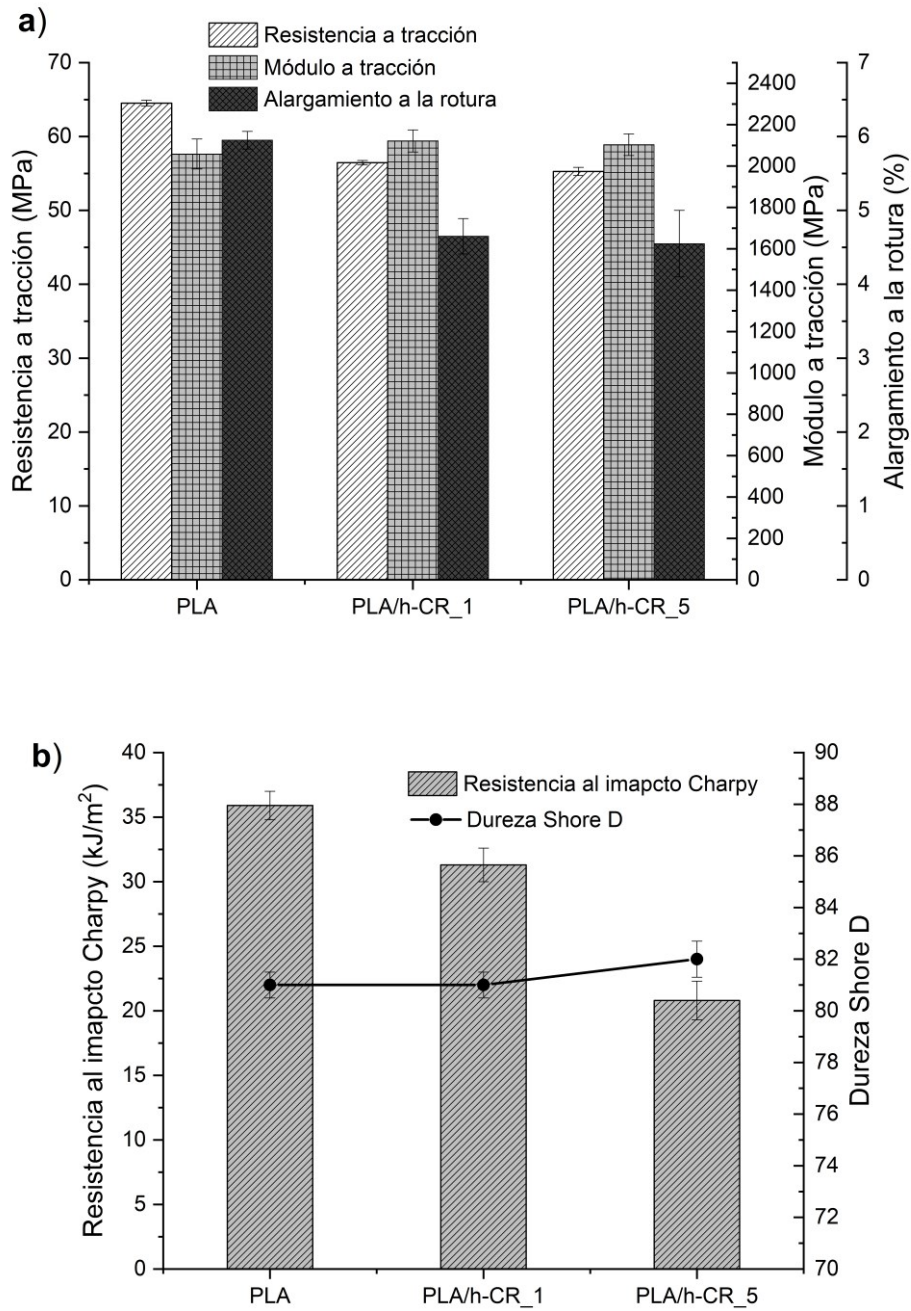 a)
Resistencia a tracción
Módulo a tracción
Alargamiento a la rotura
Resistencia a tracción (MPa)
70
60
50
40
30
20
10
0
Módulo a tracción (MPa)
2400
2200
2000
1800
1600
1400
1200
1000
800
600
400
200
0
Alargamiento a la rotura (%)
7
6
5
4
3
2
1
0
PLA
PLA/h-CR_1
PLA/h-CR_5
b)
Resistencia al imapcto Charpy
Dureza Shore D
Resistencia al imapcto Charpy (kJ/m²)
40
35
30
25
20
15
10
5
0
Dureza Shore D
90
88
86
84
82
80
78
76
74
72
70
PLA
PLA/h-CR_1
PLA/h-CR_5